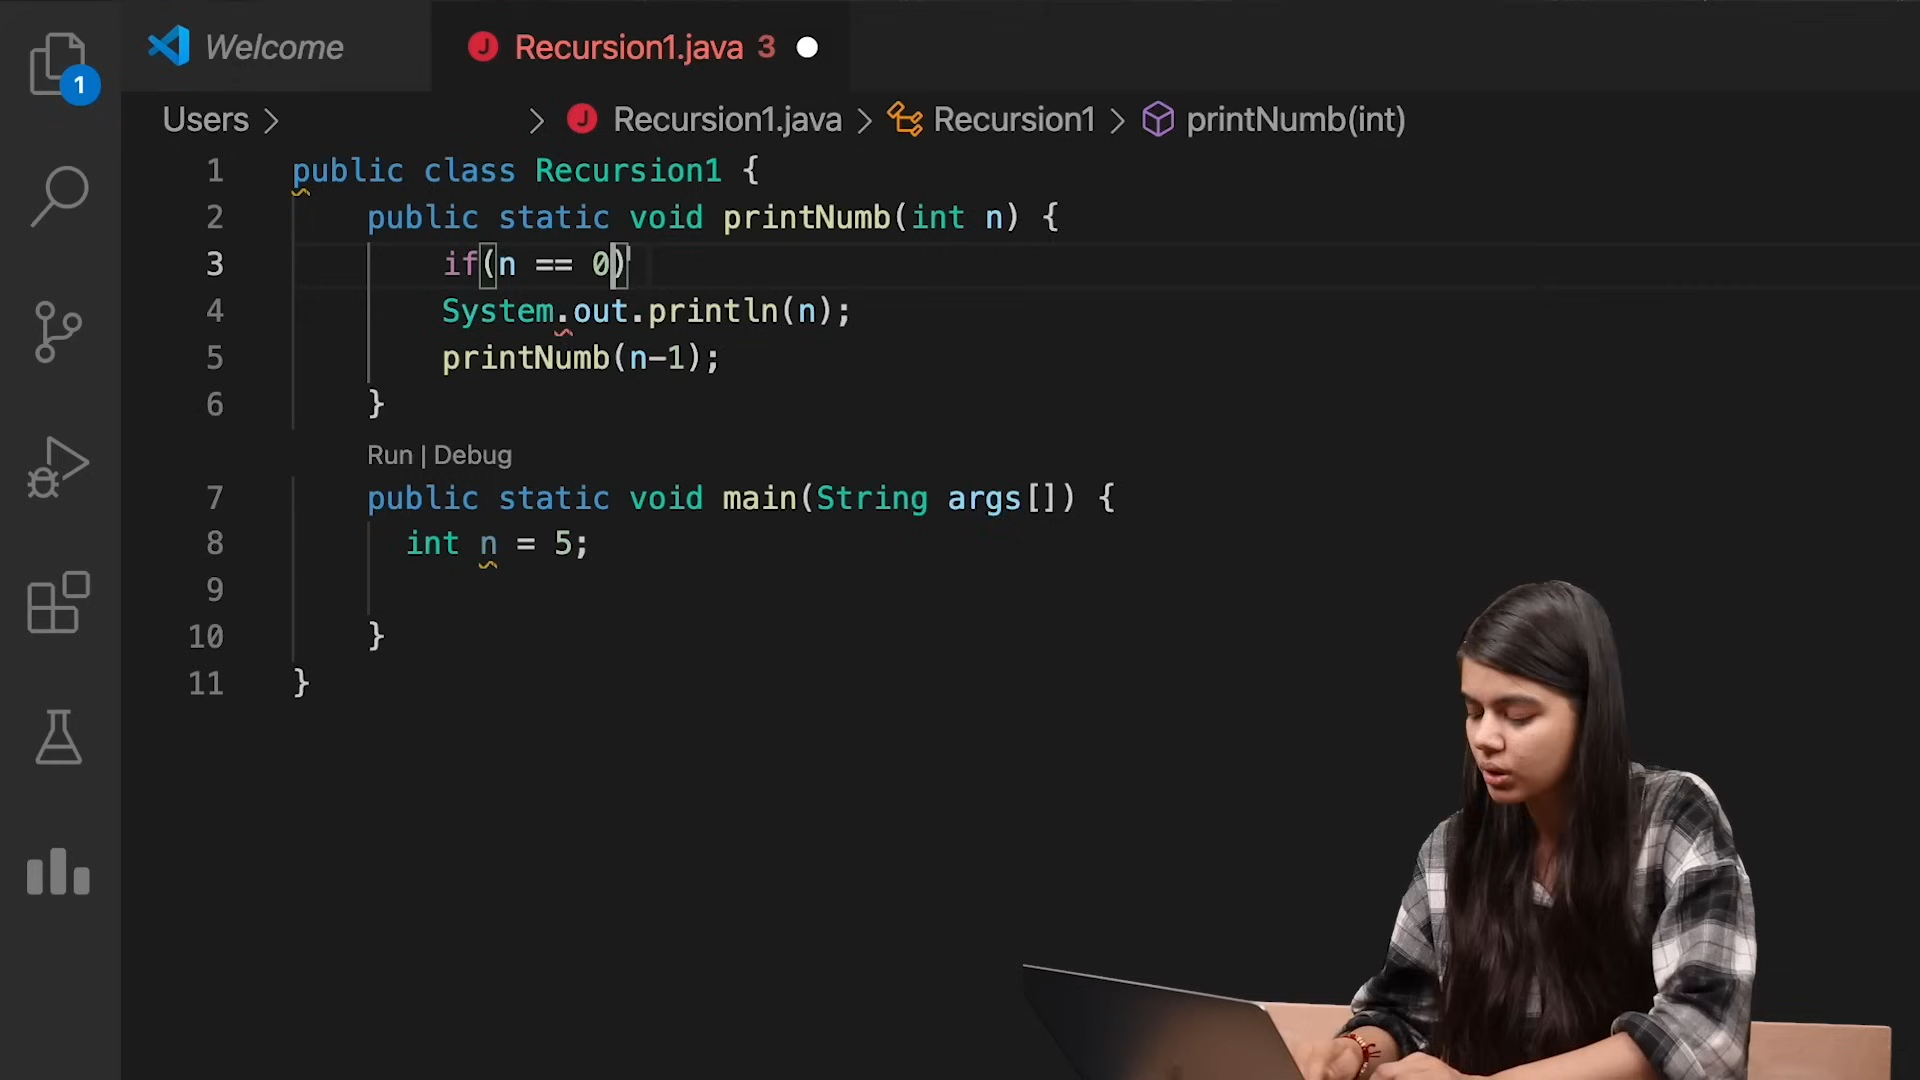 Welcome
Recursion1.java 3
1
Users > > Recursion1.java > Recursion1 > printNumb(int)
1 public class Recursion1 {
2 public static void printNumb(int n) {
3 if(n == 0)
4 System.out.println(n);
5 printNumb(n-1);
6 }
Run | Debug
7 public static void main(String args[]) {
8 int n = 5;
9
10 }
11 }